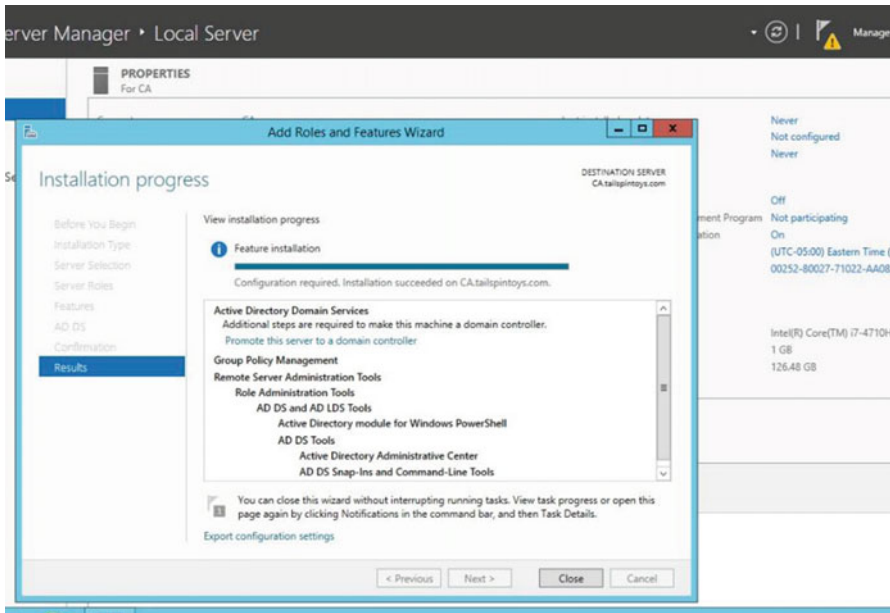 erver Manager ‣ Local Server
Manage
PROPERTIES
For CA
Never
Not configured
Never
Add Roles and Features Wizard
Installation progress
DESTINATION SERVER
CA.tailspintoys.com
Se
Before You Begin
Installation Type
Server Selection
Server Roles
Features
AD DS
Confirmation
Results
View installation progress
Feature installation
Configuration required. Installation succeeded on CA.tailspintoys.com.
Active Directory Domain Services
Additional steps are required to make this machine a domain controller.
Promote this server to a domain controller
Group Policy Management
Remote Server Administration Tools
Role Administration Tools
AD DS and AD LDS Tools
Active Directory module for Windows PowerShell
AD DS Tools
Active Directory Administrative Center
AD DS Snap-Ins and Command-Line Tools
1
You can close this wizard without interrupting running tasks. View task progress or open this
page again by clicking Notifications in the command bar, and then Task Details.
Export configuration settings
< Previous
Next >
Close
Cancel
Off
ment Program Not participating
ation On
(UTC-05:00) Eastern Time (
00252-80027-71022-AA08
Intel(R) Core(TM) i7-4710H
1 GB
126.48 GB